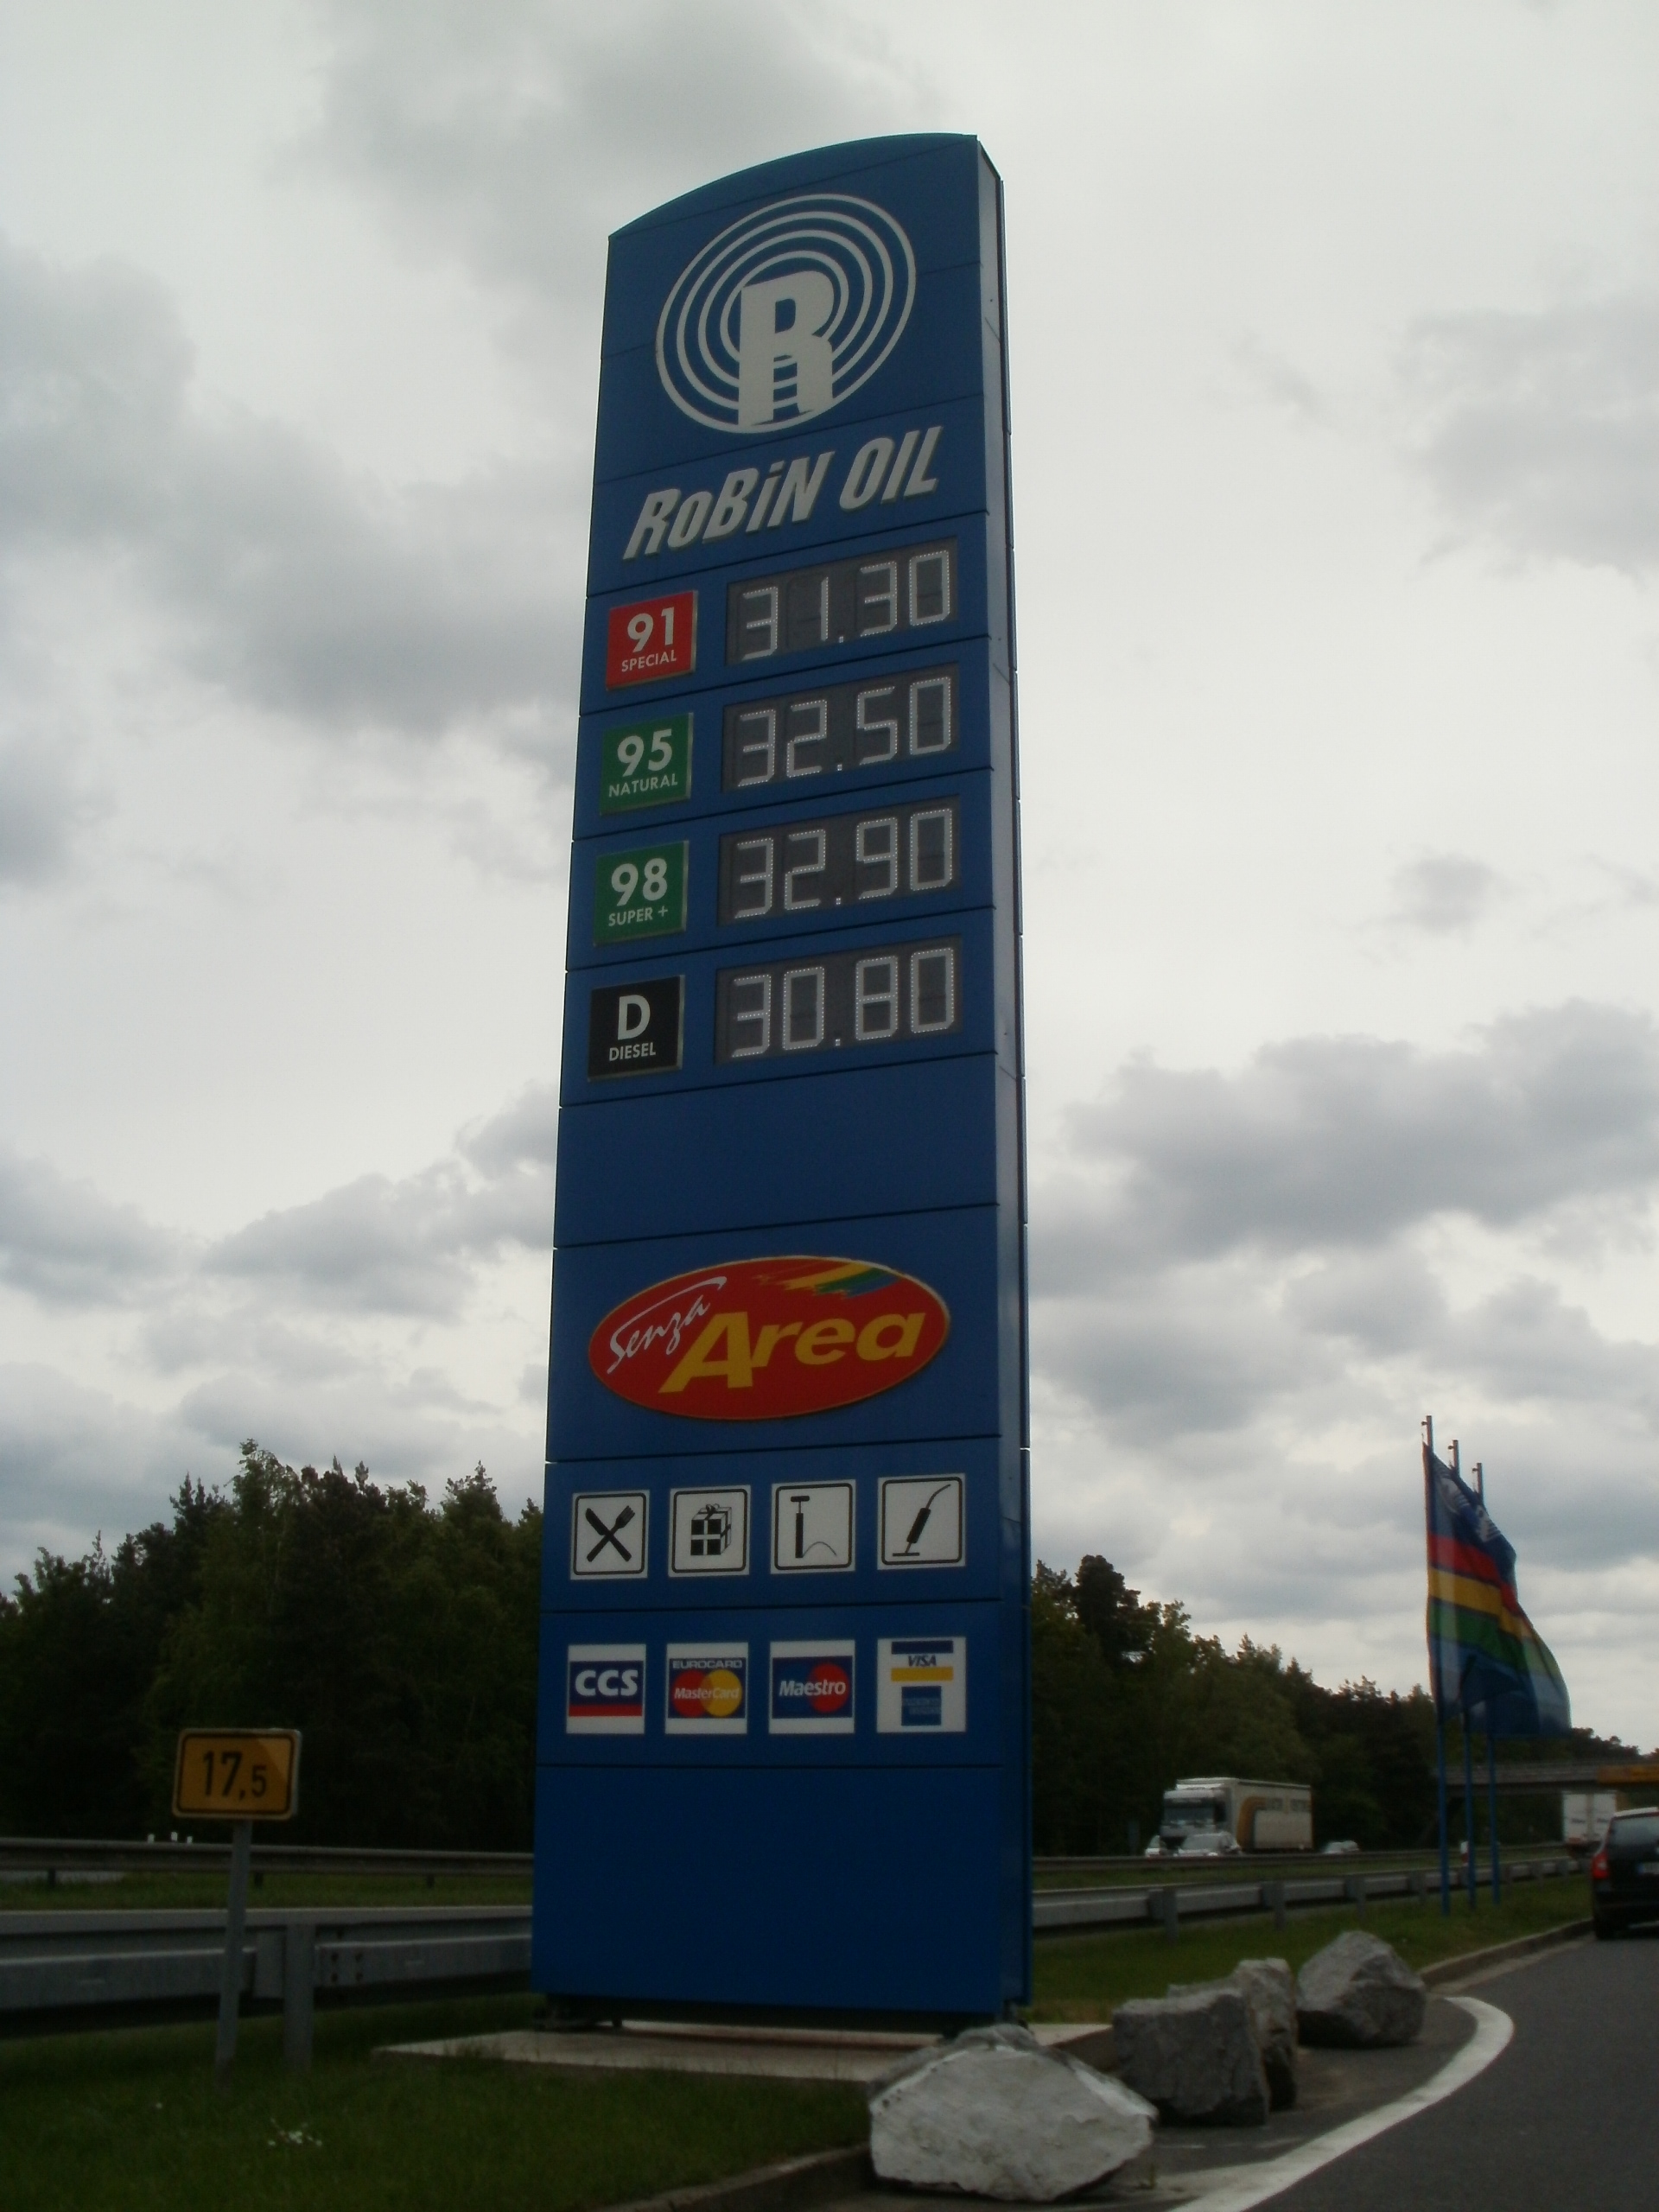 R
RoBiN OIL
91 31.30
SPECIAL
95 32.50
NATURAL
98 32.90
SUPER +
D 30.80
DIESEL
Senza Area
CCS
EUROCARD
MasterCard
Maestro
VISA
17,5